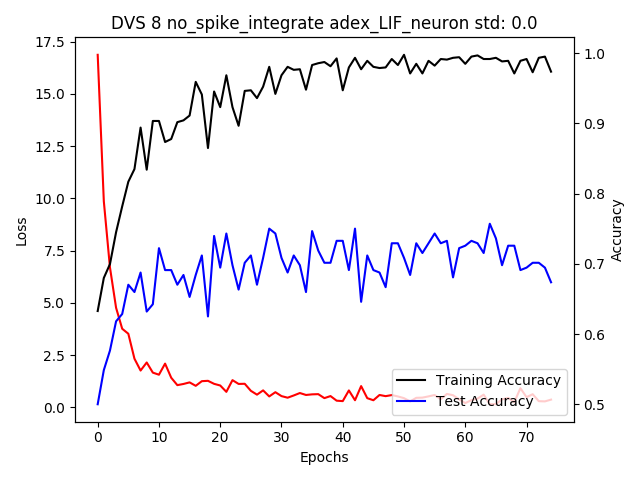 DVS 8 no_spike_integrate adex_LIF_neuron std: 0.0
17.5
15.0
12.5
10.0
7.5
5.0
2.5
0.0
Loss
1.0
0.9
0.8
0.7
0.6
0.5
Accuracy
Training Accuracy
Test Accuracy
0 10 20 30 40 50 60 70
Epochs